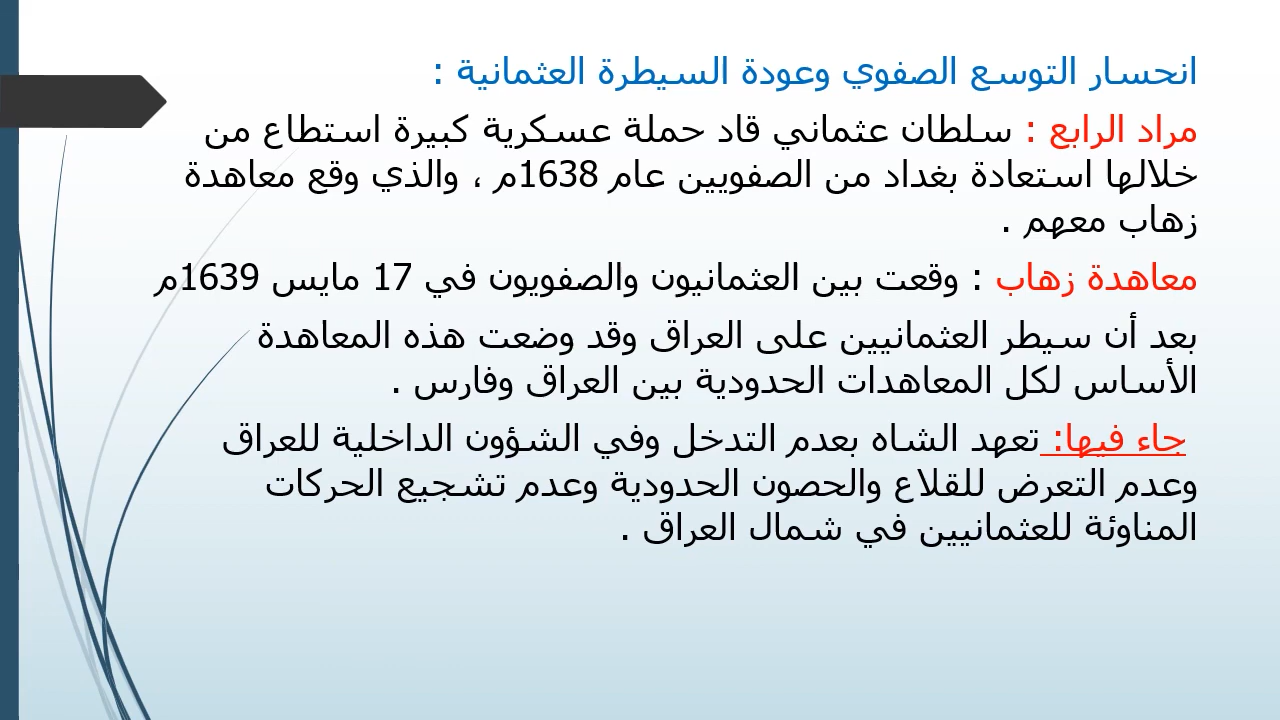 انحسار التوسع الصفوي وعودة السيطرة العثمانية :
مراد الرابع : سلطان عثماني قاد حملة عسكرية كبيرة استطاع من
خلالها استعادة بغداد من الصفويين عام 1638م ، والذي وقع معاهدة
زهاب معهم .
معاهدة زهاب : وقعت بين العثمانيون والصفويون في 17 مايس 1639م
بعد أن سيطر العثمانيين على العراق وقد وضعت هذه المعاهدة
الأساس لكل المعاهدات الحدودية بين العراق وفارس .
جاء فيها: تعهد الشاه بعدم التدخل وفي الشؤون الداخلية للعراق
وعدم التعرض للقلاع والحصون الحدودية وعدم تشجيع الحركات
المناوئة للعثمانيين في شمال العراق .